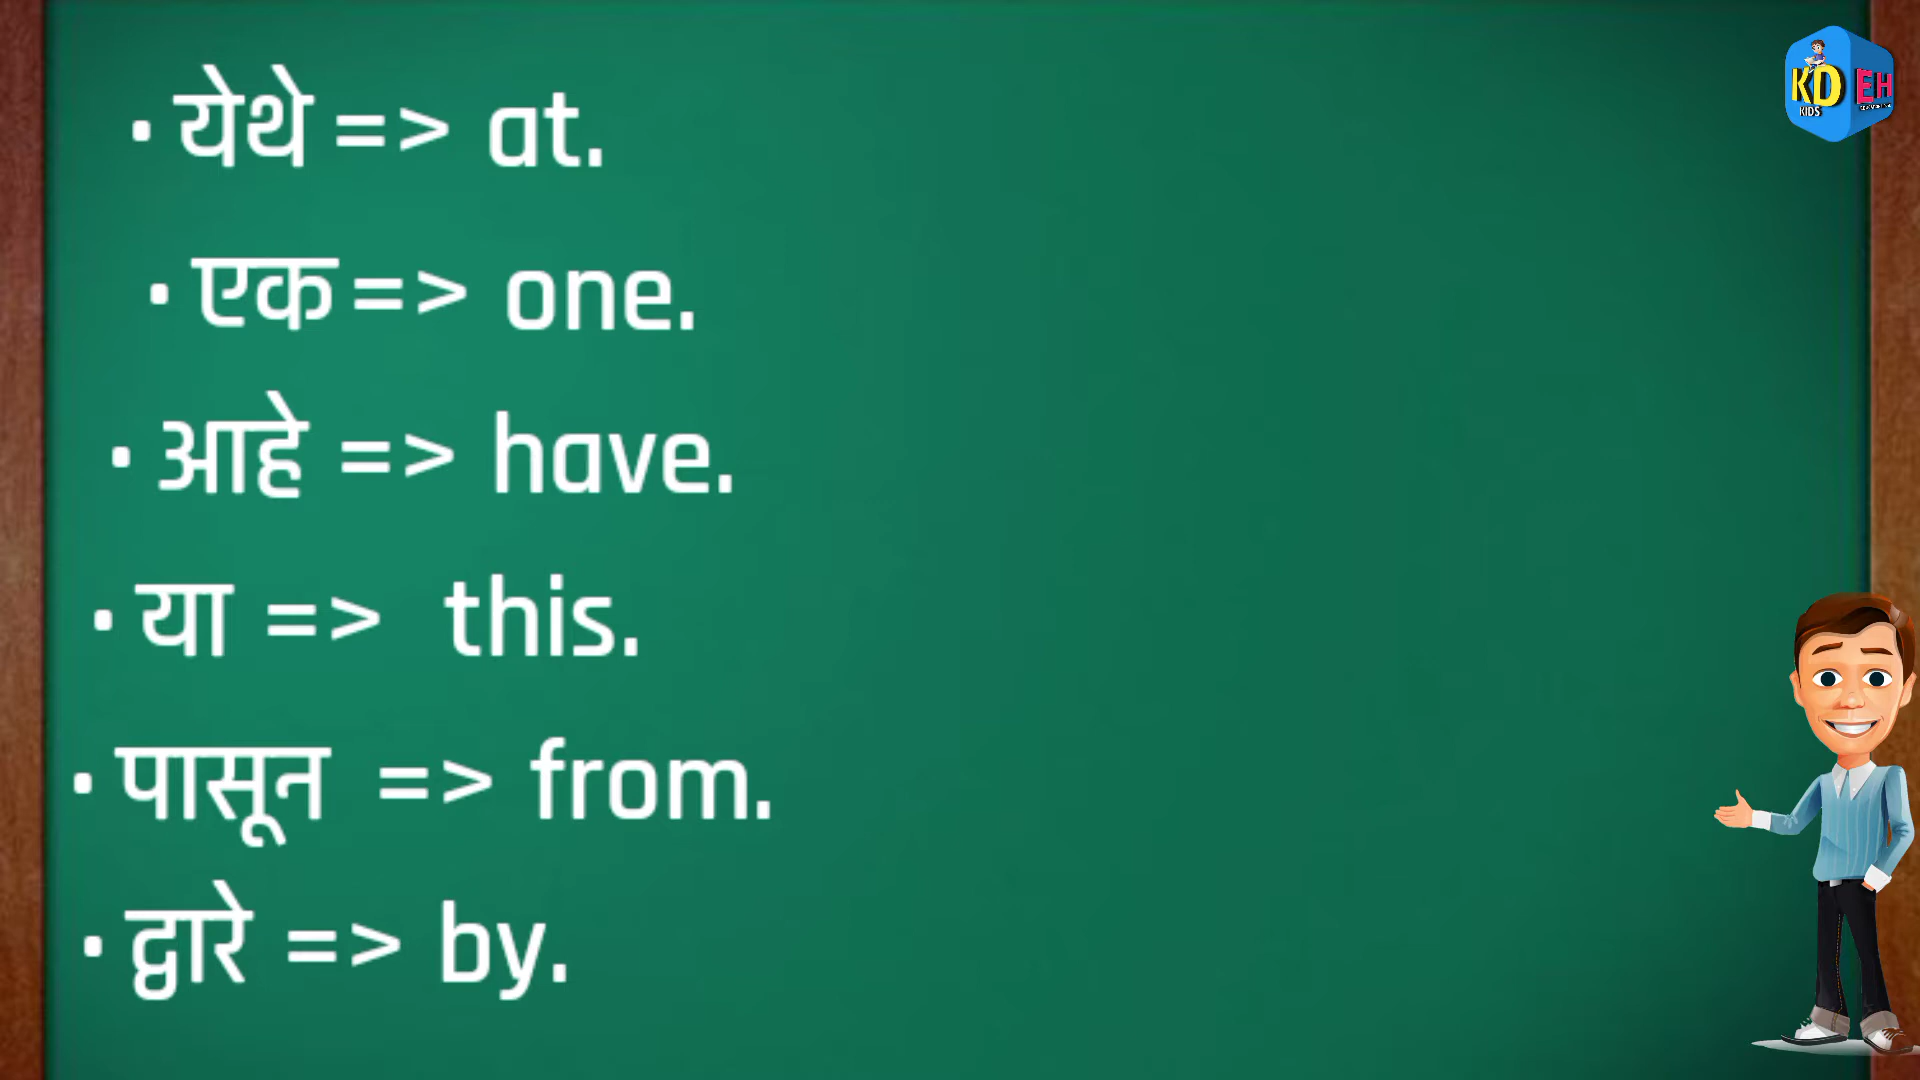 • येथे => at.
• एक => one.
• आहे => have.
• या => this.
• पासून => from.
• द्वारे => by.
KD EH
KIDS